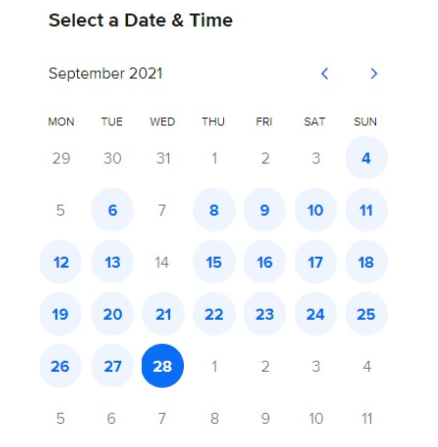 Select a Date & Time
September 2021
MON TUE WED THU FRI SAT SUN
29 30 31 1 2 3 4
5 6 7 8 9 10 11
12 13 14 15 16 17 18
19 20 21 22 23 24 25
26 27 28 1 2 3 4
5 6 7 8 9 10 11